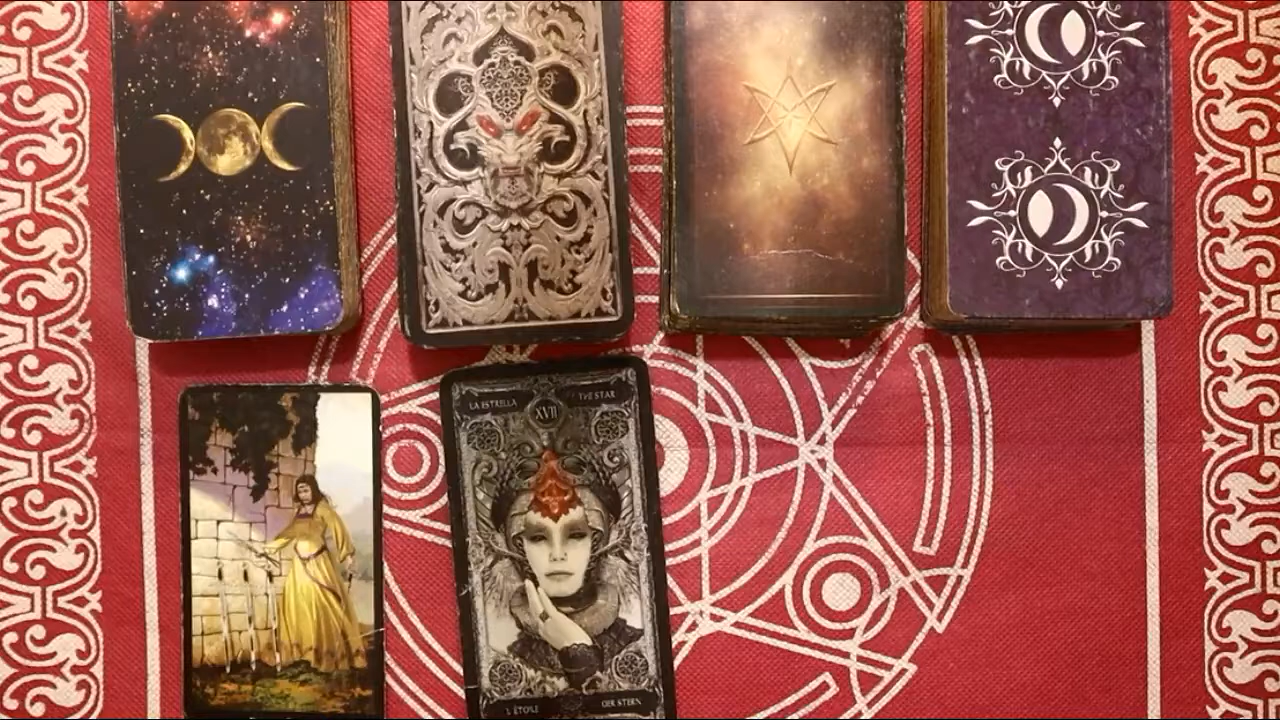 LA ESTRELLA
XVII
THE STAR
L'ÉTOILE
DER STERN